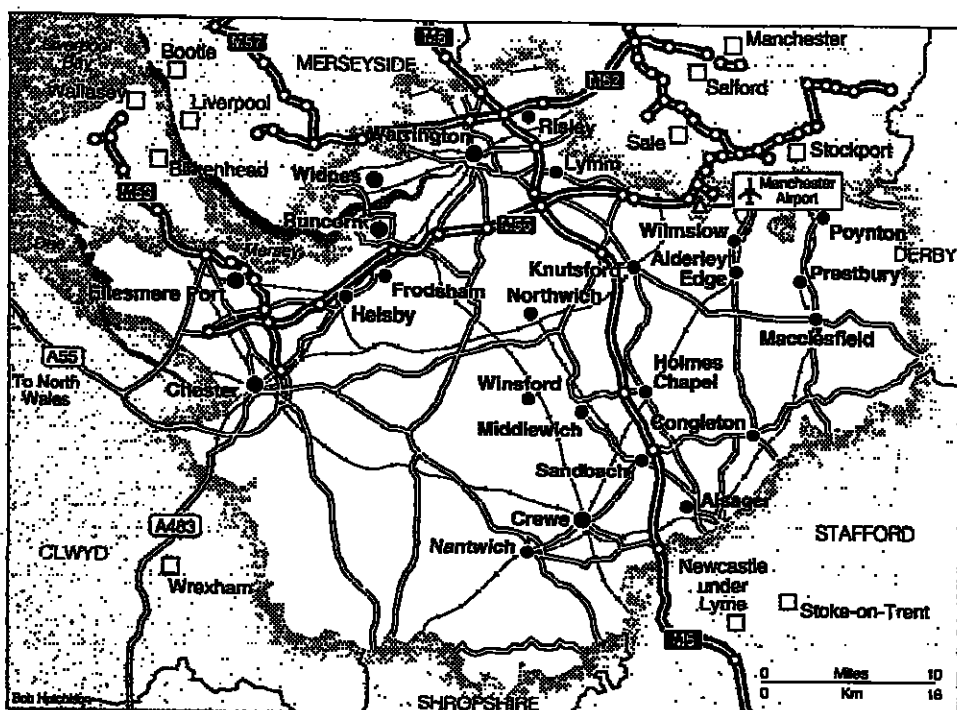 Liverpool
Bay
Bootle
M57
M6
MERSEYSIDE
M62
Manchester
Salford
Wallasey
Liverpool
Warrington
Risley
Sale
Stockport
Birkenhead
Widnes
Lymm
Manchester
Airport
M53
Runcorn
M56
Wilmslow
Poynton
Dee
Mersey
Knutsford
Alderley
Edge
DERBY
Ellesmere Port
Frodsham
Northwich
Prestbury
Helsby
Macclesfield
A55
To North
Wales
Chester
Winsford
Holmes
Chapel
Middlewich
Congleton
Sandbach
Alsager
A483
Crewe
STAFFORD
CLWYD
Nantwich
Wrexham
Newcastle
under
Lyme
Stoke-on-Trent
M6
0 Miles 10
0 Km 16
SHROPSHIRE